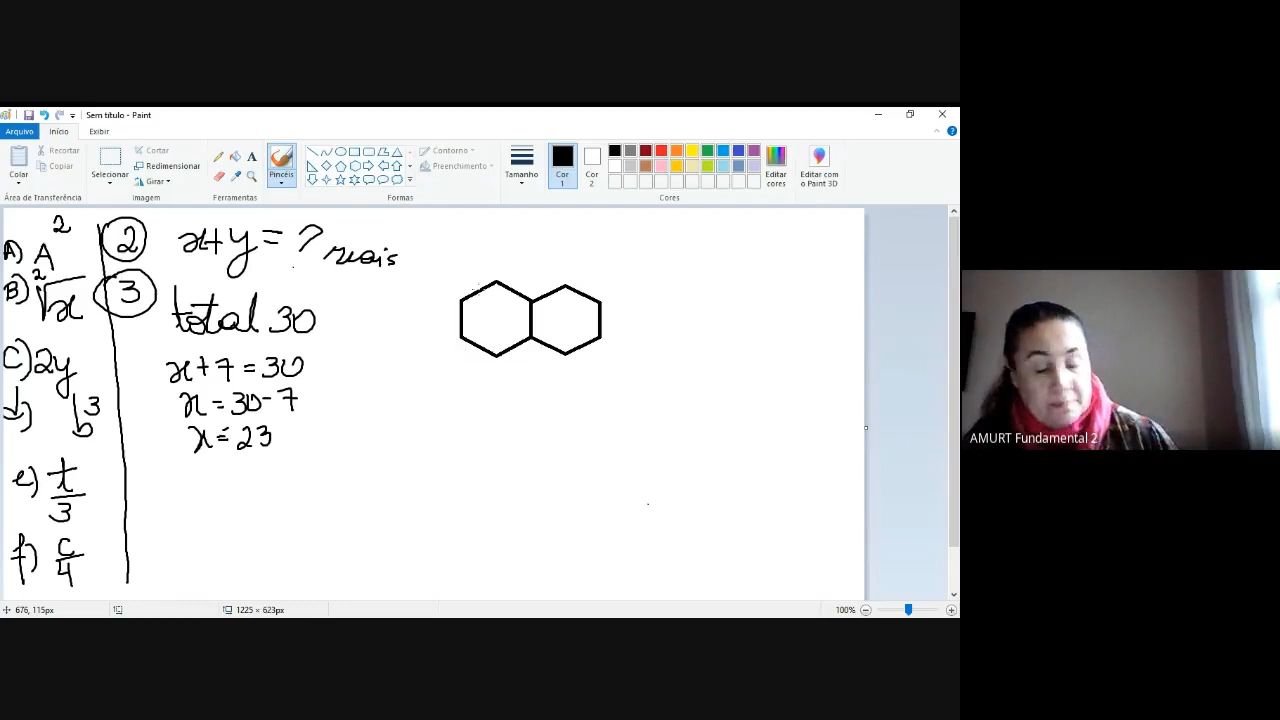 Sem título - Paint
Arquivo Início Exibir
Colar
Recortar
Copiar
Área de Transferência
Selecionar
Cortar
Redimensionar
Girar
Imagem
A
Ferramentas
Pincéis
Contorno
Preenchimento
Formas
Tamanho
Cor 1
Cor 2
Editar cores
Editar com o Paint 3D
Cores
A) A²
B) ²√x
C) 2y
d) b³
e) t/3
f) c/4
2 x+y = ? reais
3 total 30
x+7=30
x=30-7
x=23
AMURT Fundamental 2
676, 115px
1225 × 623px
100%